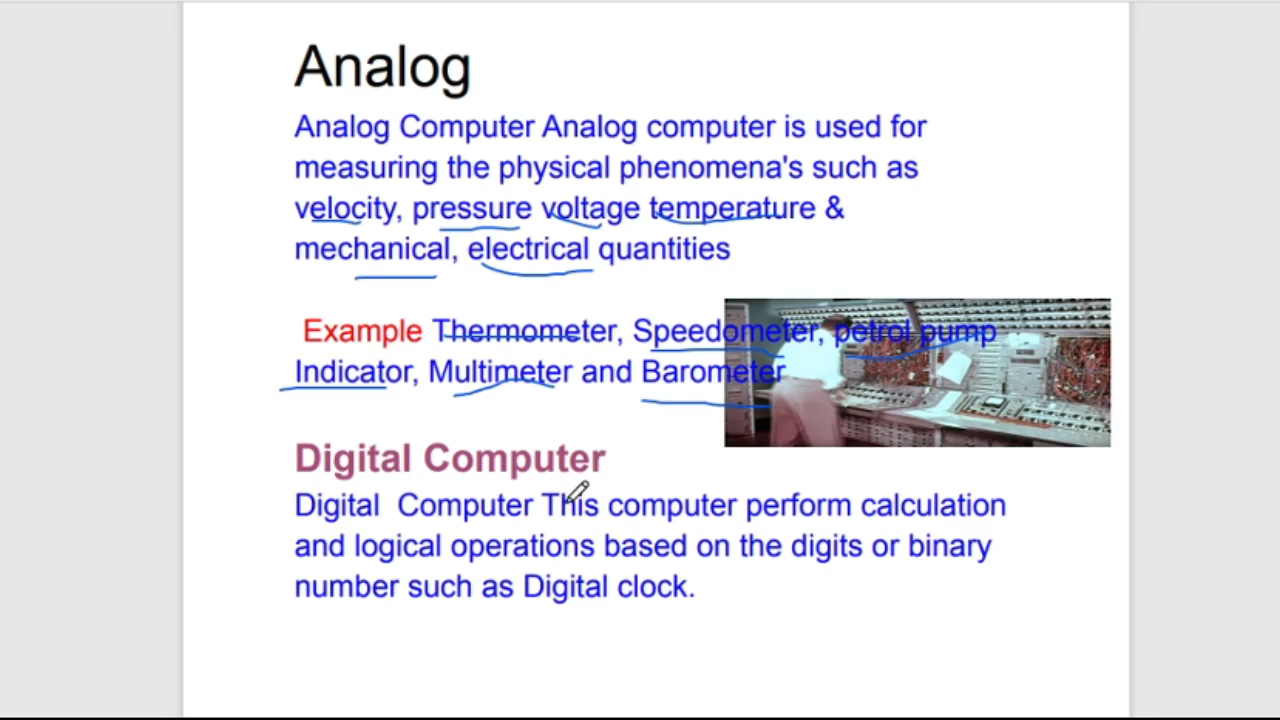 Analog
Analog Computer Analog computer is used for
measuring the physical phenomena's such as
velocity, pressure voltage temperature &
mechanical, electrical quantities
Example Thermometer, Speedometer, petrol pump
Indicator, Multimeter and Barometer
Digital Computer
Digital Computer This computer perform calculation
and logical operations based on the digits or binary
number such as Digital clock.